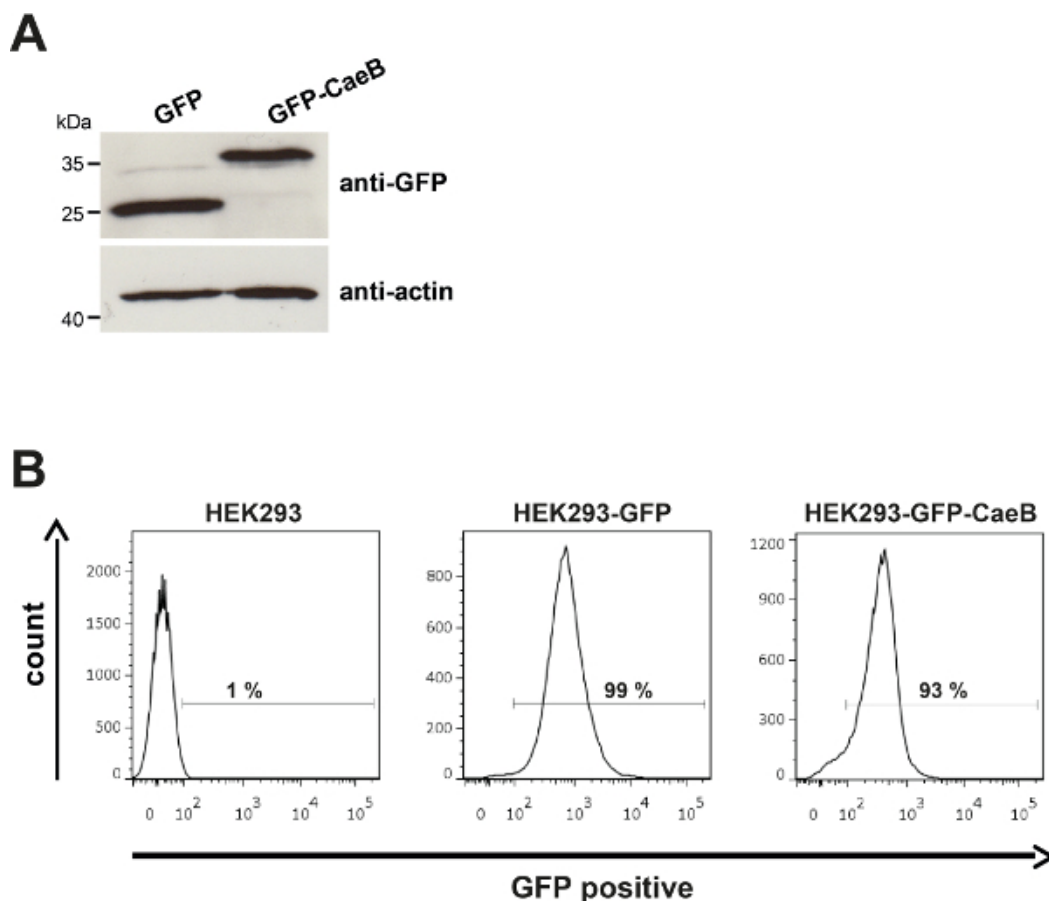 A
GFP GFP-CaeB
kDa
35
25
anti-GFP
40
anti-actin
B
HEK293 HEK293-GFP HEK293-GFP-CaeB
count
2000
1500
1000
500
0
1 %
0 10² 10³ 10⁴ 10⁵
800
600
400
200
0
99 %
0 10² 10³ 10⁴ 10⁵
1200
900
600
300
0
93 %
0 10² 10³ 10⁴ 10⁵
GFP positive